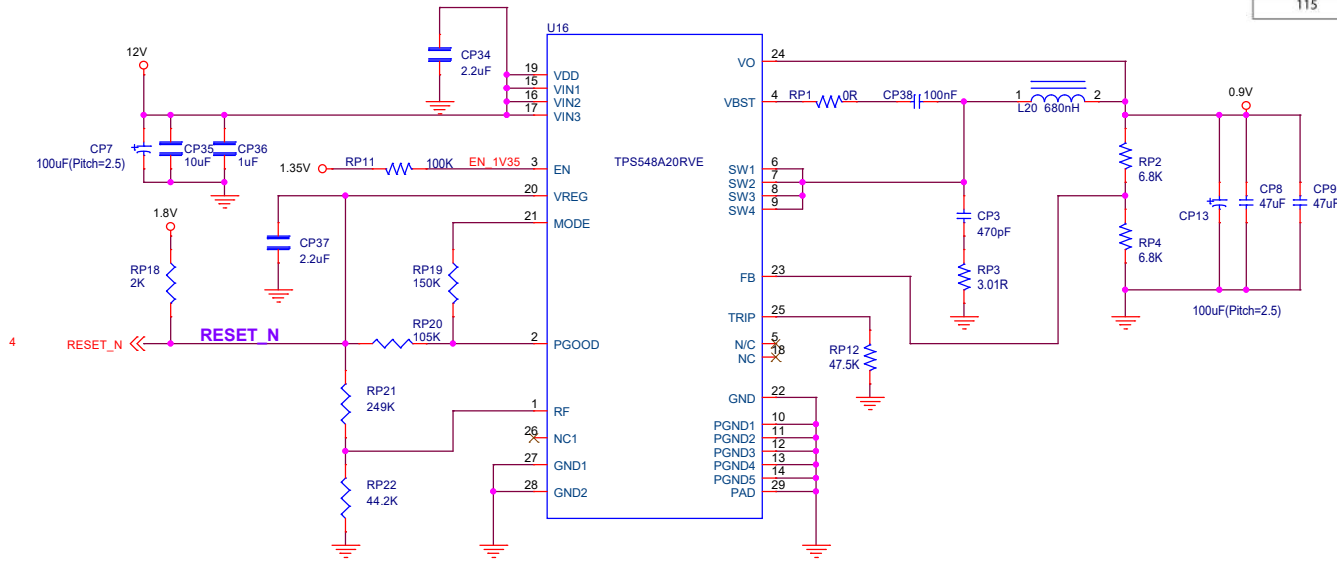 115
U16
12V
CP34
2.2uF
19
VDD
15
VIN1
16
VIN2
17
VIN3
CP7
100uF(Pitch=2.5)
CP35
10uF
CP36
1uF
1.35V
RP11
100K
EN_1V35
3
EN
20
VREG
21
MODE
1.8V
CP37
2.2uF
RP18
2K
RP19
150K
RP20
105K
4
RESET_N
RESET_N
2
PGOOD
RP21
249K
1
RF
26
NC1
27
GND1
28
GND2
RP22
44.2K
TPS548A20RVE
24
VO
4
VBST
RP1
0R
CP38
100nF
1
2
L20 680nH
0.9V
6
SW1
7
SW2
8
SW3
9
SW4
CP3
470pF
RP3
3.01R
RP2
6.8K
RP4
6.8K
CP13
100uF(Pitch=2.5)
CP8
47uF
CP9
47uF
23
FB
25
TRIP
RP12
47.5K
5
N/C
18
NC
22
GND
10
PGND1
11
PGND2
12
PGND3
13
PGND4
14
PGND5
29
PAD